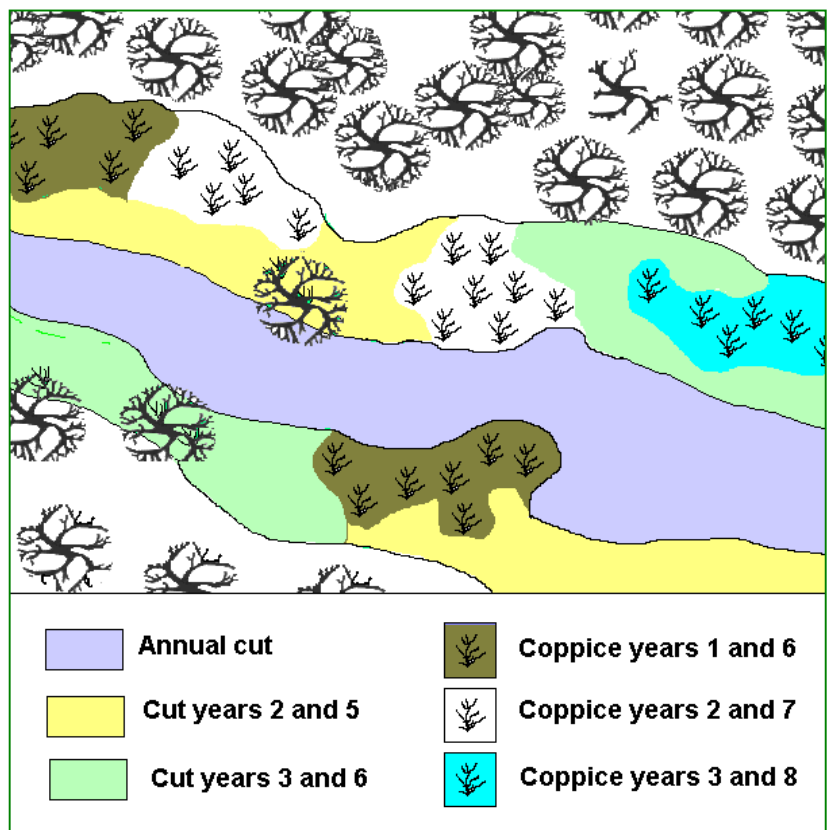 Annual cut
Cut years 2 and 5
Cut years 3 and 6
Coppice years 1 and 6
Coppice years 2 and 7
Coppice years 3 and 8